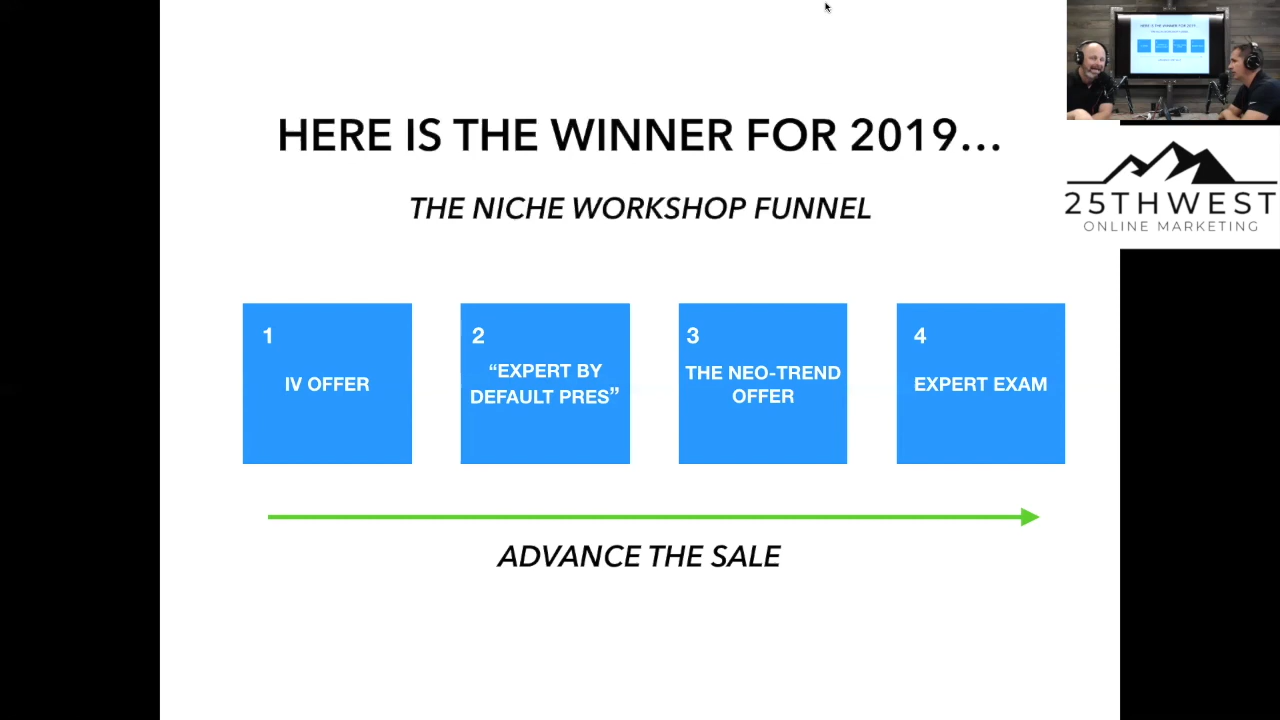 HERE IS THE WINNER FOR 2019...
THE NICHE WORKSHOP FUNNEL
25THWEST
ONLINE MARKETING
1
IV OFFER
2
“EXPERT BY
DEFAULT PRES”
3
THE NEO-TREND
OFFER
4
EXPERT EXAM
ADVANCE THE SALE